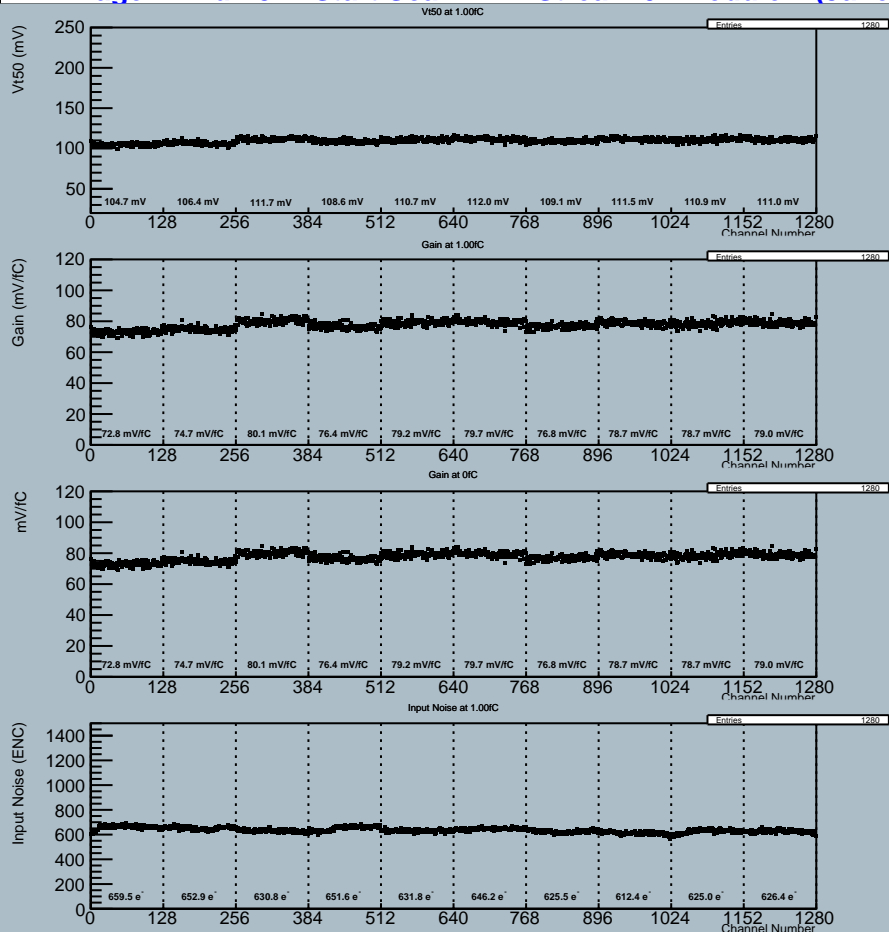 Vt50 at 1.00fC
Entries 1280
Vt50 (mV)
250
200
150
100
50
104.7 mV 106.4 mV 111.7 mV 108.6 mV 110.7 mV 112.0 mV 109.1 mV 111.5 mV 110.9 mV 111.0 mV
0 128 256 384 512 640 768 896 1024 1152 1280
Channel Number
Gain at 1.00fC
Entries 1280
Gain (mV/fC)
120
100
80
60
40
20
0
72.8 mV/fC 74.7 mV/fC 80.1 mV/fC 76.4 mV/fC 79.2 mV/fC 79.7 mV/fC 76.8 mV/fC 78.7 mV/fC 78.7 mV/fC 79.0 mV/fC
0 128 256 384 512 640 768 896 1024 1152 1280
Channel Number
Gain at 0fC
Entries 1280
mV/fC
120
100
80
60
40
20
0
72.8 mV/fC 74.7 mV/fC 80.1 mV/fC 76.4 mV/fC 79.2 mV/fC 79.7 mV/fC 76.8 mV/fC 78.7 mV/fC 78.7 mV/fC 79.0 mV/fC
0 128 256 384 512 640 768 896 1024 1152 1280
Channel Number
Input Noise at 1.00fC
Entries 1280
Input Noise (ENC)
1400
1200
1000
800
600
400
200
0
659.5 e⁻ 652.9 e⁻ 630.8 e⁻ 651.6 e⁻ 631.8 e⁻ 646.2 e⁻ 625.5 e⁻ 612.4 e⁻ 625.0 e⁻ 626.4 e⁻
0 128 256 384 512 640 768 896 1024 1152 1280
Channel Number